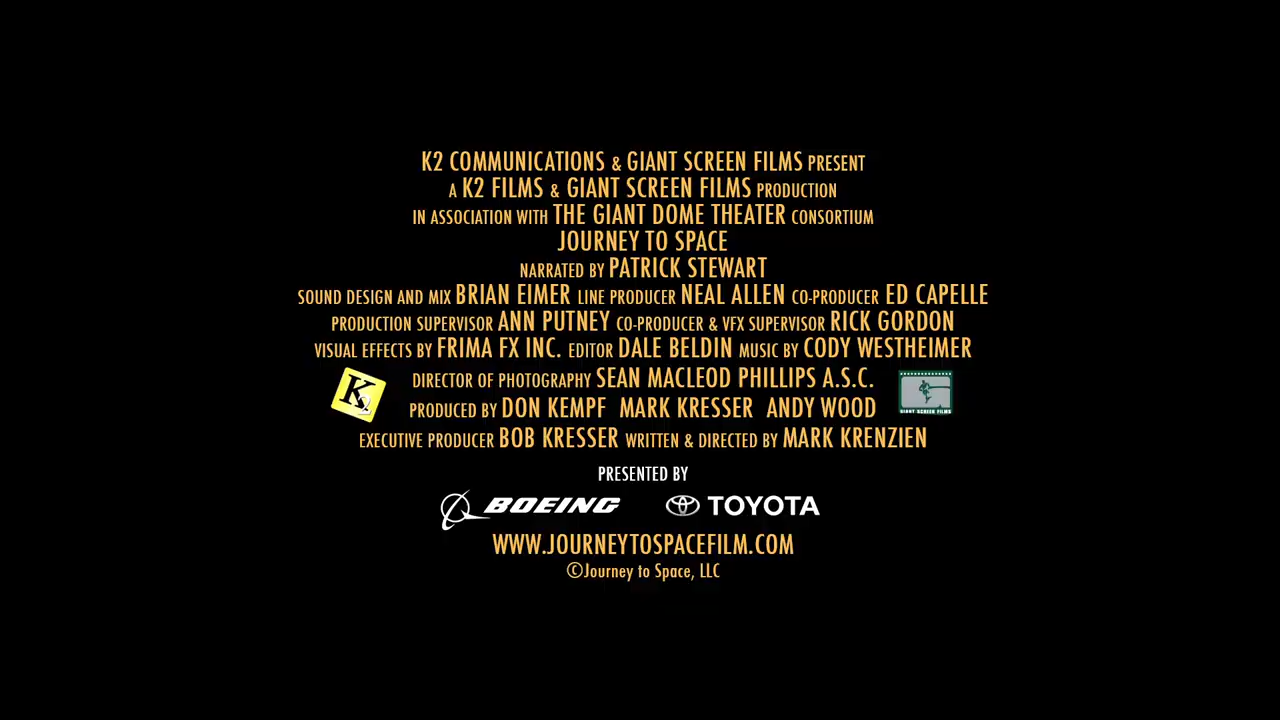 K2 COMMUNICATIONS & GIANT SCREEN FILMS PRESENT
A K2 FILMS & GIANT SCREEN FILMS PRODUCTION
IN ASSOCIATION WITH THE GIANT DOME THEATER CONSORTIUM
JOURNEY TO SPACE
NARRATED BY PATRICK STEWART
SOUND DESIGN AND MIX BRIAN EIMER LINE PRODUCER NEAL ALLEN CO-PRODUCER ED CAPELLE
PRODUCTION SUPERVISOR ANN PUTNEY CO-PRODUCER & VFX SUPERVISOR RICK GORDON
VISUAL EFFECTS BY FRIMA FX INC. EDITOR DALE BELDIN MUSIC BY CODY WESTHEIMER
DIRECTOR OF PHOTOGRAPHY SEAN MACLEOD PHILLIPS A.S.C.
K2
PRODUCED BY DON KEMPF MARK KRESSER ANDY WOOD
GIANT SCREEN FILMS
EXECUTIVE PRODUCER BOB KRESSER WRITTEN & DIRECTED BY MARK KRENZIEN
PRESENTED BY
BOEING TOYOTA
WWW.JOURNEYTOSPACEFILM.COM
©Journey to Space, LLC